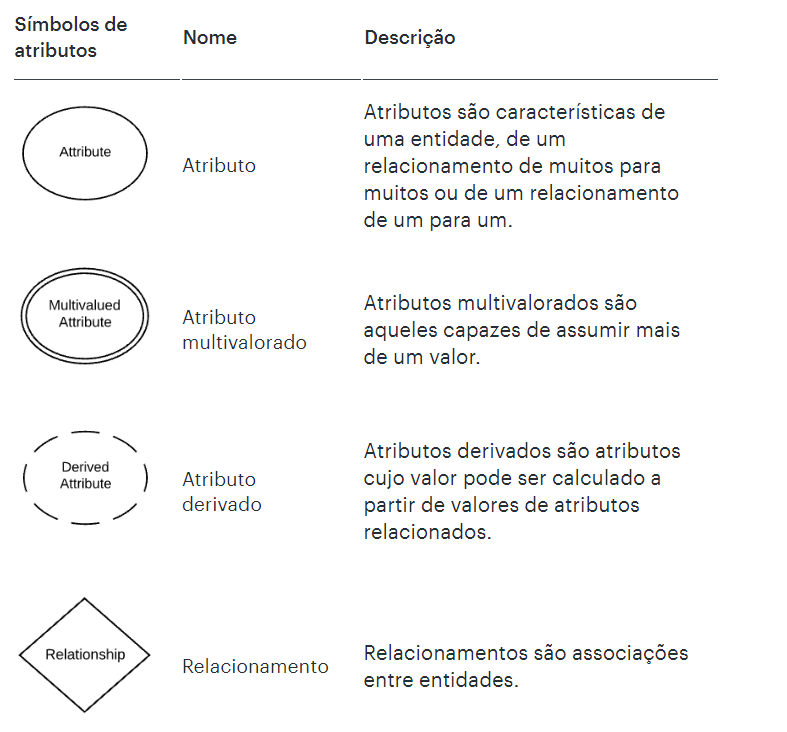 Símbolos de
atributos
Nome
Descrição
Attribute
Atributo
Atributos são características de
uma entidade, de um
relacionamento de muitos para
muitos ou de um relacionamento
de um para um.
Multivalued
Attribute
Atributo
multivalorado
Atributos multivalorados são
aqueles capazes de assumir mais
de um valor.
Derived
Attribute
Atributo
derivado
Atributos derivados são atributos
cujo valor pode ser calculado a
partir de valores de atributos
relacionados.
Relationship
Relacionamento
Relacionamentos são associações
entre entidades.